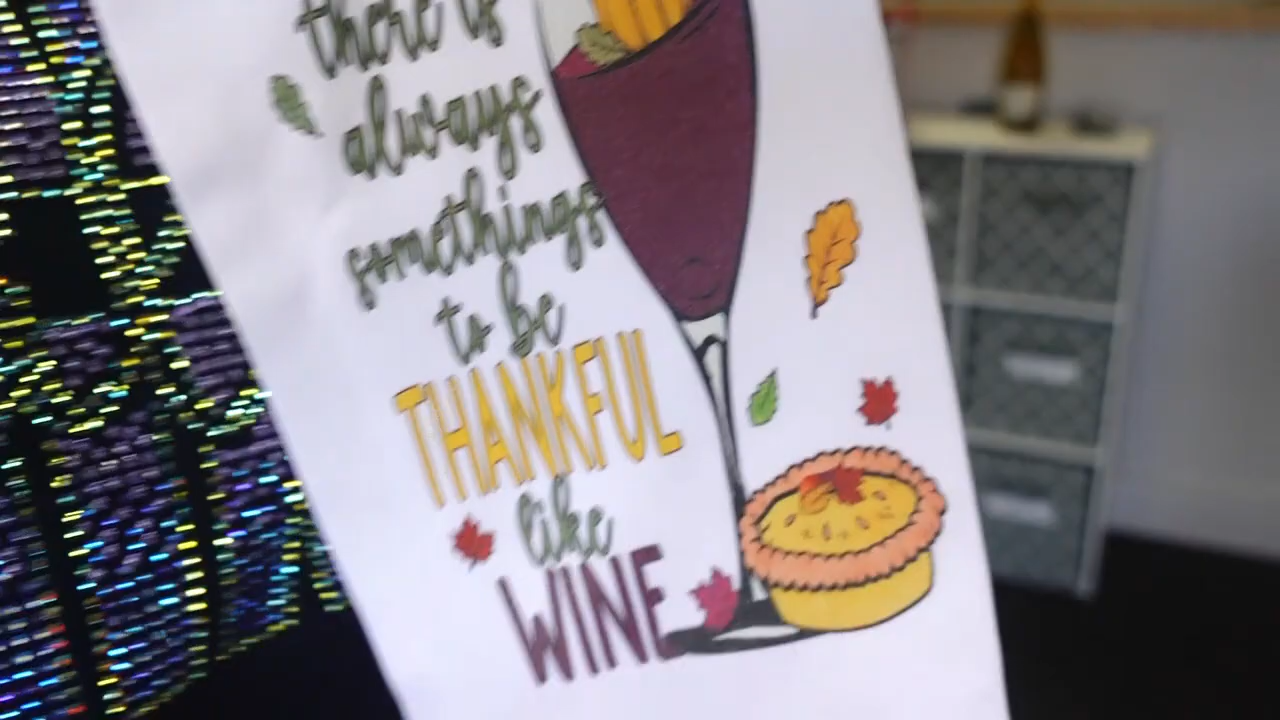 there is
always
somethings
to be
THANKFUL
like
WINE